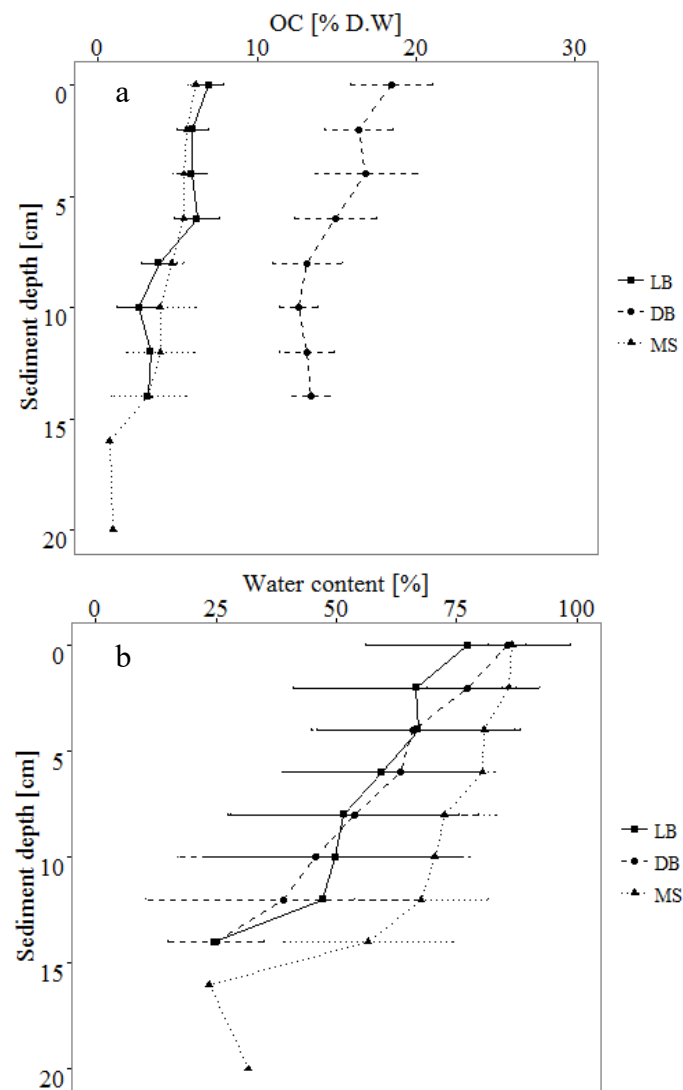 OC [% D.W]
0 10 20 30
a
0
5
10
15
20
Sediment depth [cm]
LB
DB
MS
Water content [%]
0 25 50 75 100
b
0
5
10
15
20
Sediment depth [cm]
LB
DB
MS